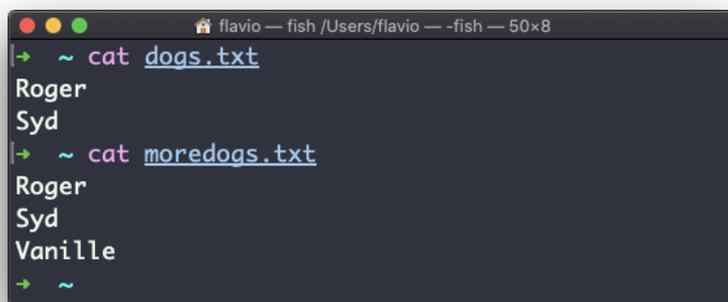 flavio — fish /Users/flavio — -fish — 50×8
➜ ~ cat dogs.txt
Roger
Syd
➜ ~ cat moredogs.txt
Roger
Syd
Vanille
➜ ~